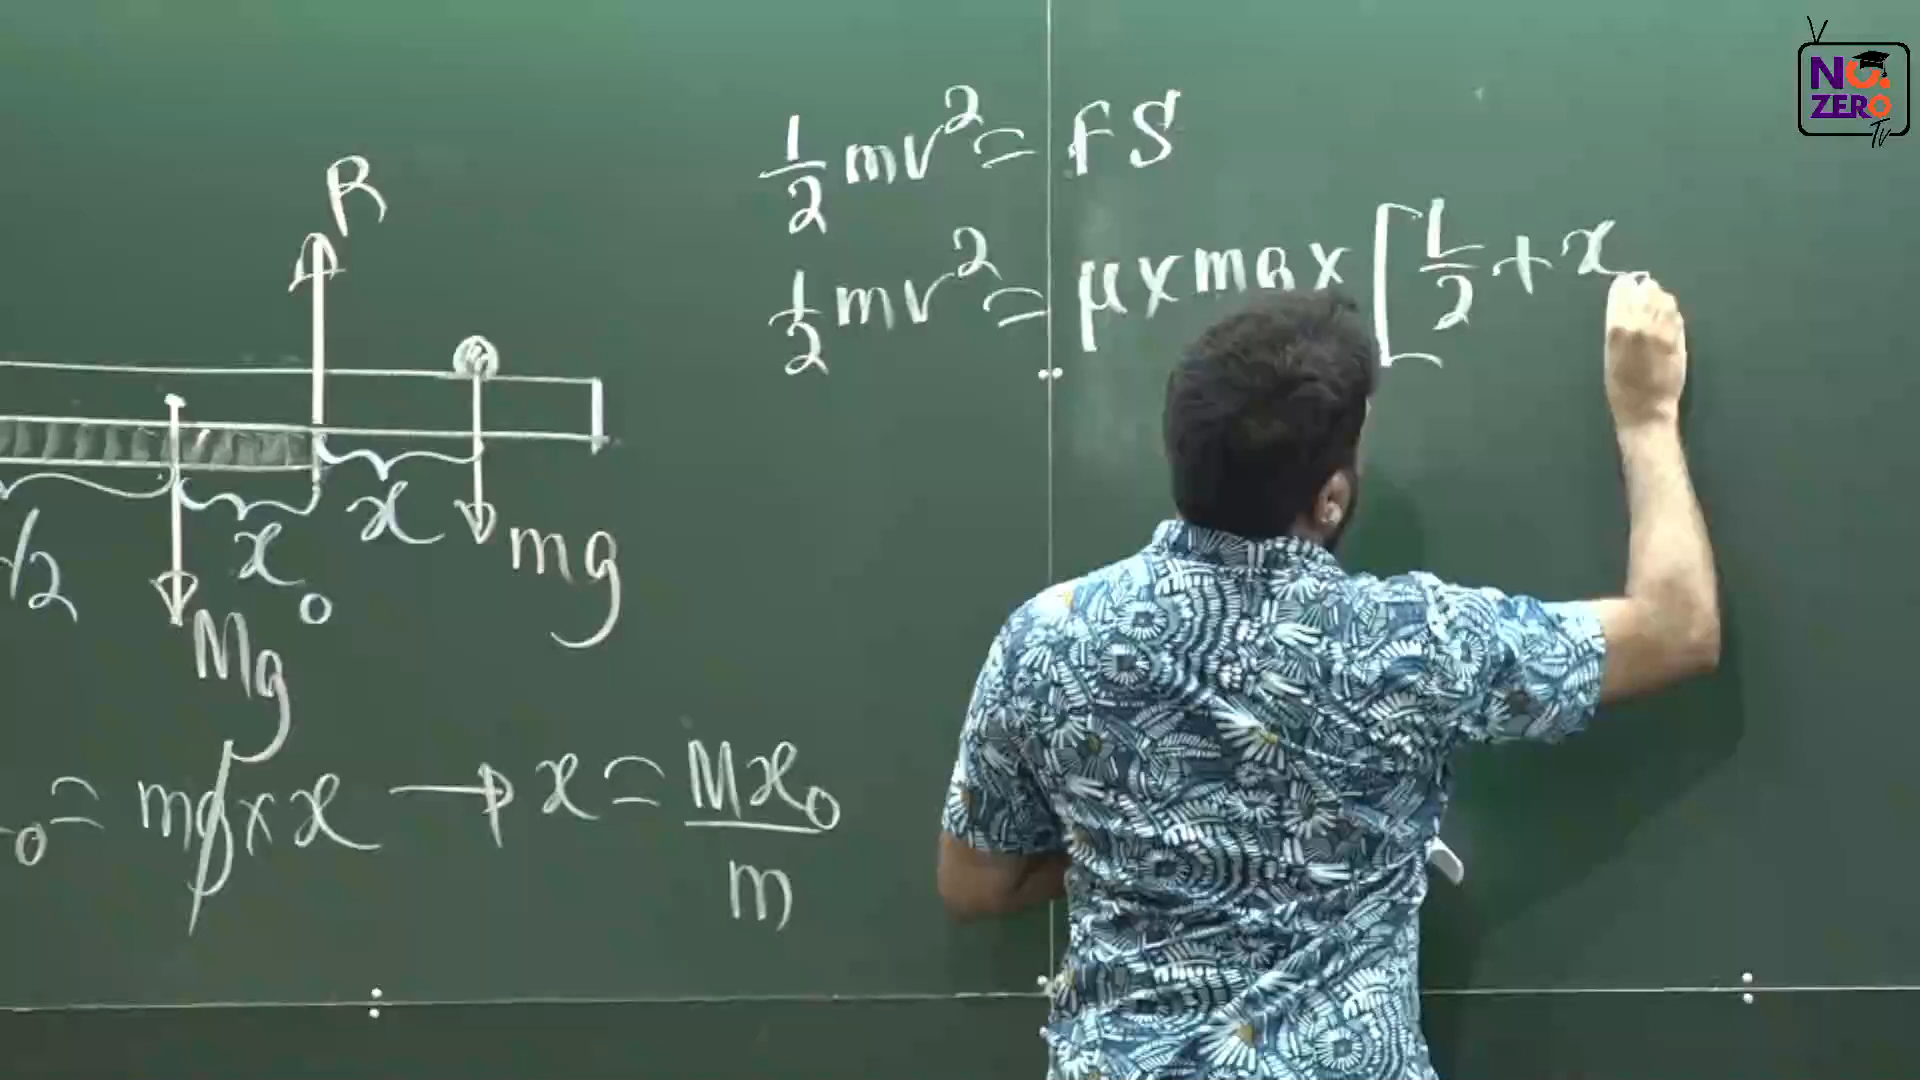 R
x
x₀
/2
Mg
mg
₀ = mg × x → x = Mx₀/m
1/2 mv² = FS
1/2 mv² = μ × mg × [L/2 + x₀
NO.
ZERO
TV